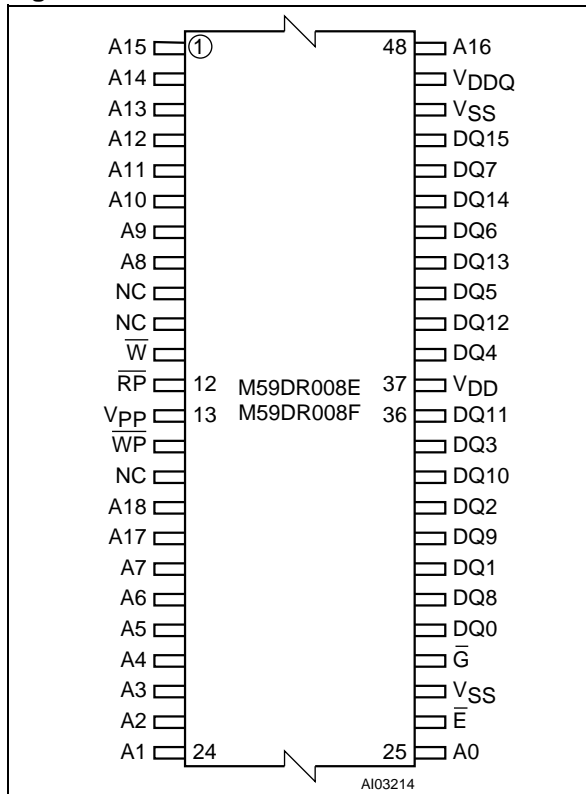 A15 1 48 A16
A14 VDDQ
A13 VSS
A12 DQ15
A11 DQ7
A10 DQ14
A9 DQ6
A8 DQ13
NC DQ5
NC DQ12
W̅ DQ4
R̅P̅ 12 M59DR008E 37 VDD
VPP 13 M59DR008F 36 DQ11
W̅P̅ DQ3
NC DQ10
A18 DQ2
A17 DQ9
A7 DQ1
A6 DQ8
A5 DQ0
A4 G̅
A3 VSS
A2 E̅
A1 24 25 A0
AI03214